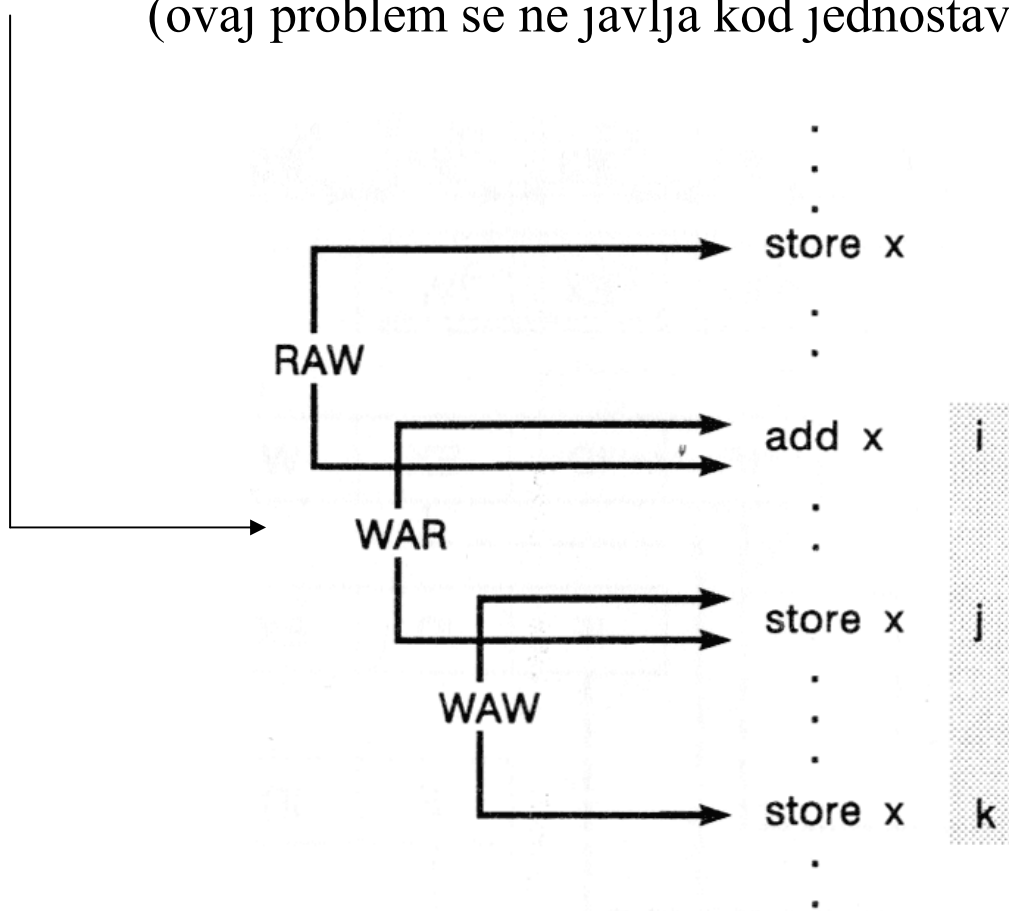 (ovaj problem se ne javlja kod jednostav
store x
RAW
add x i
WAR
store x j
WAW
store x k